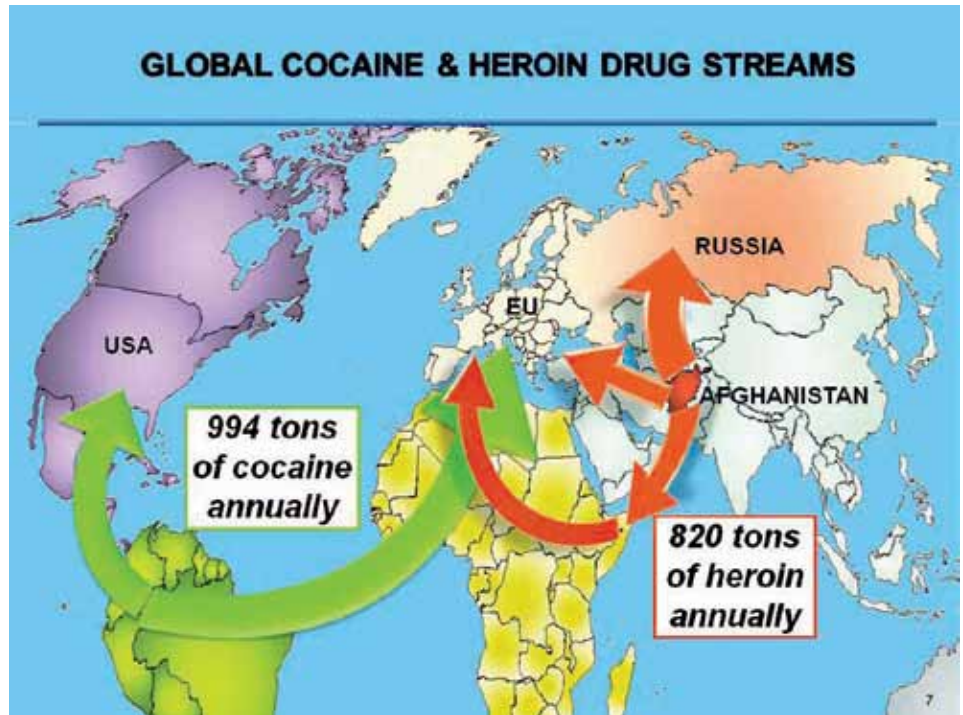 GLOBAL COCAINE & HEROIN DRUG STREAMS
RUSSIA
EU
USA
AFGHANISTAN
994 tons
of cocaine
annually
820 tons
of heroin
annually
7